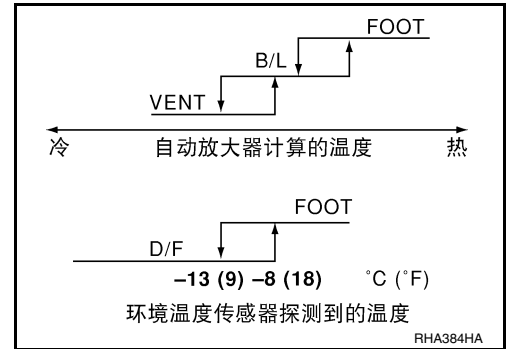 FOOT
B/L
VENT
冷 自动放大器计算的温度 热
FOOT
D/F
–13 (9) –8 (18) °C (°F)
环境温度传感器探测到的温度
RHA384HA